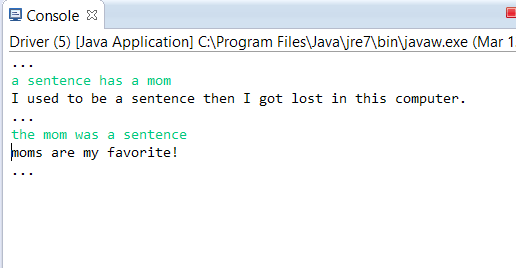 Console
Driver (5) [Java Application] C:\Program Files\Java\jre7\bin\javaw.exe (Mar 1
...
a sentence has a mom
I used to be a sentence then I got lost in this computer.
...
the mom was a sentence
moms are my favorite!
...